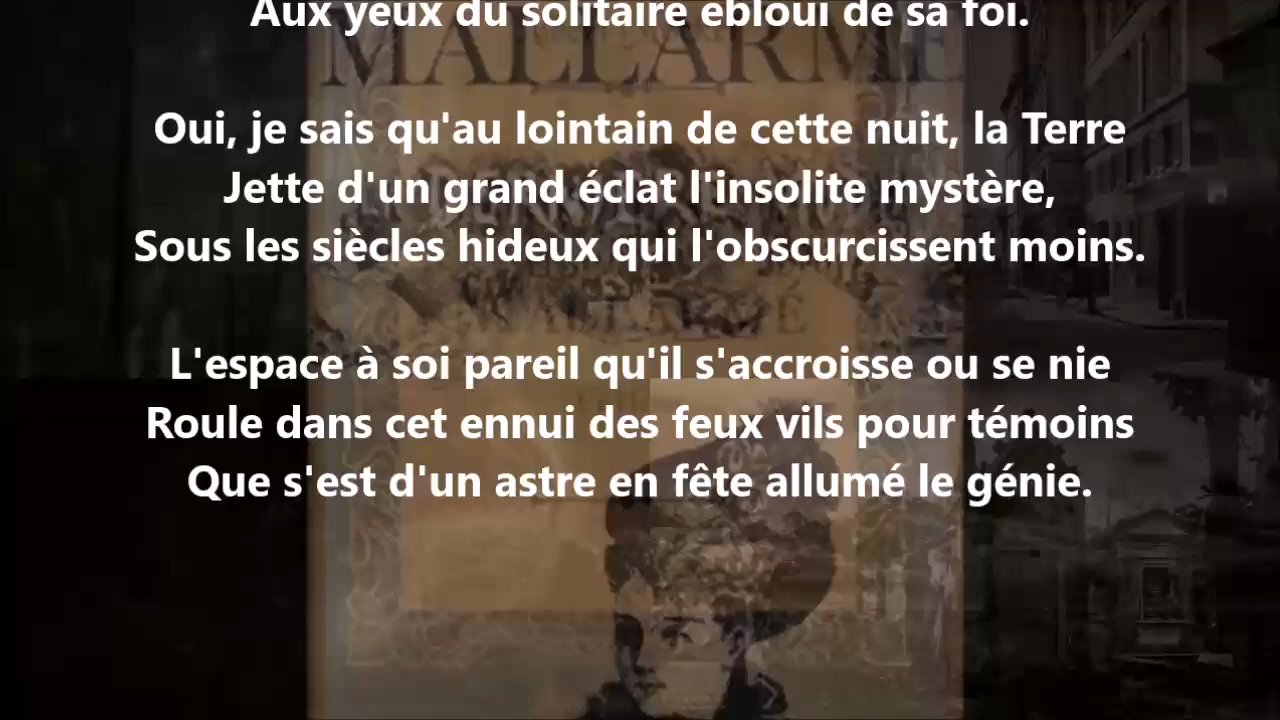 Aux yeux du solitaire ébloui de sa foi.
MALLARMÉ
Oui, je sais qu'au lointain de cette nuit, la Terre
Jette d'un grand éclat l'insolite mystère,
Sous les siècles hideux qui l'obscurcissent moins.
L'espace à soi pareil qu'il s'accroisse ou se nie
Roule dans cet ennui des feux vils pour témoins
Que s'est d'un astre en fête allumé le génie.